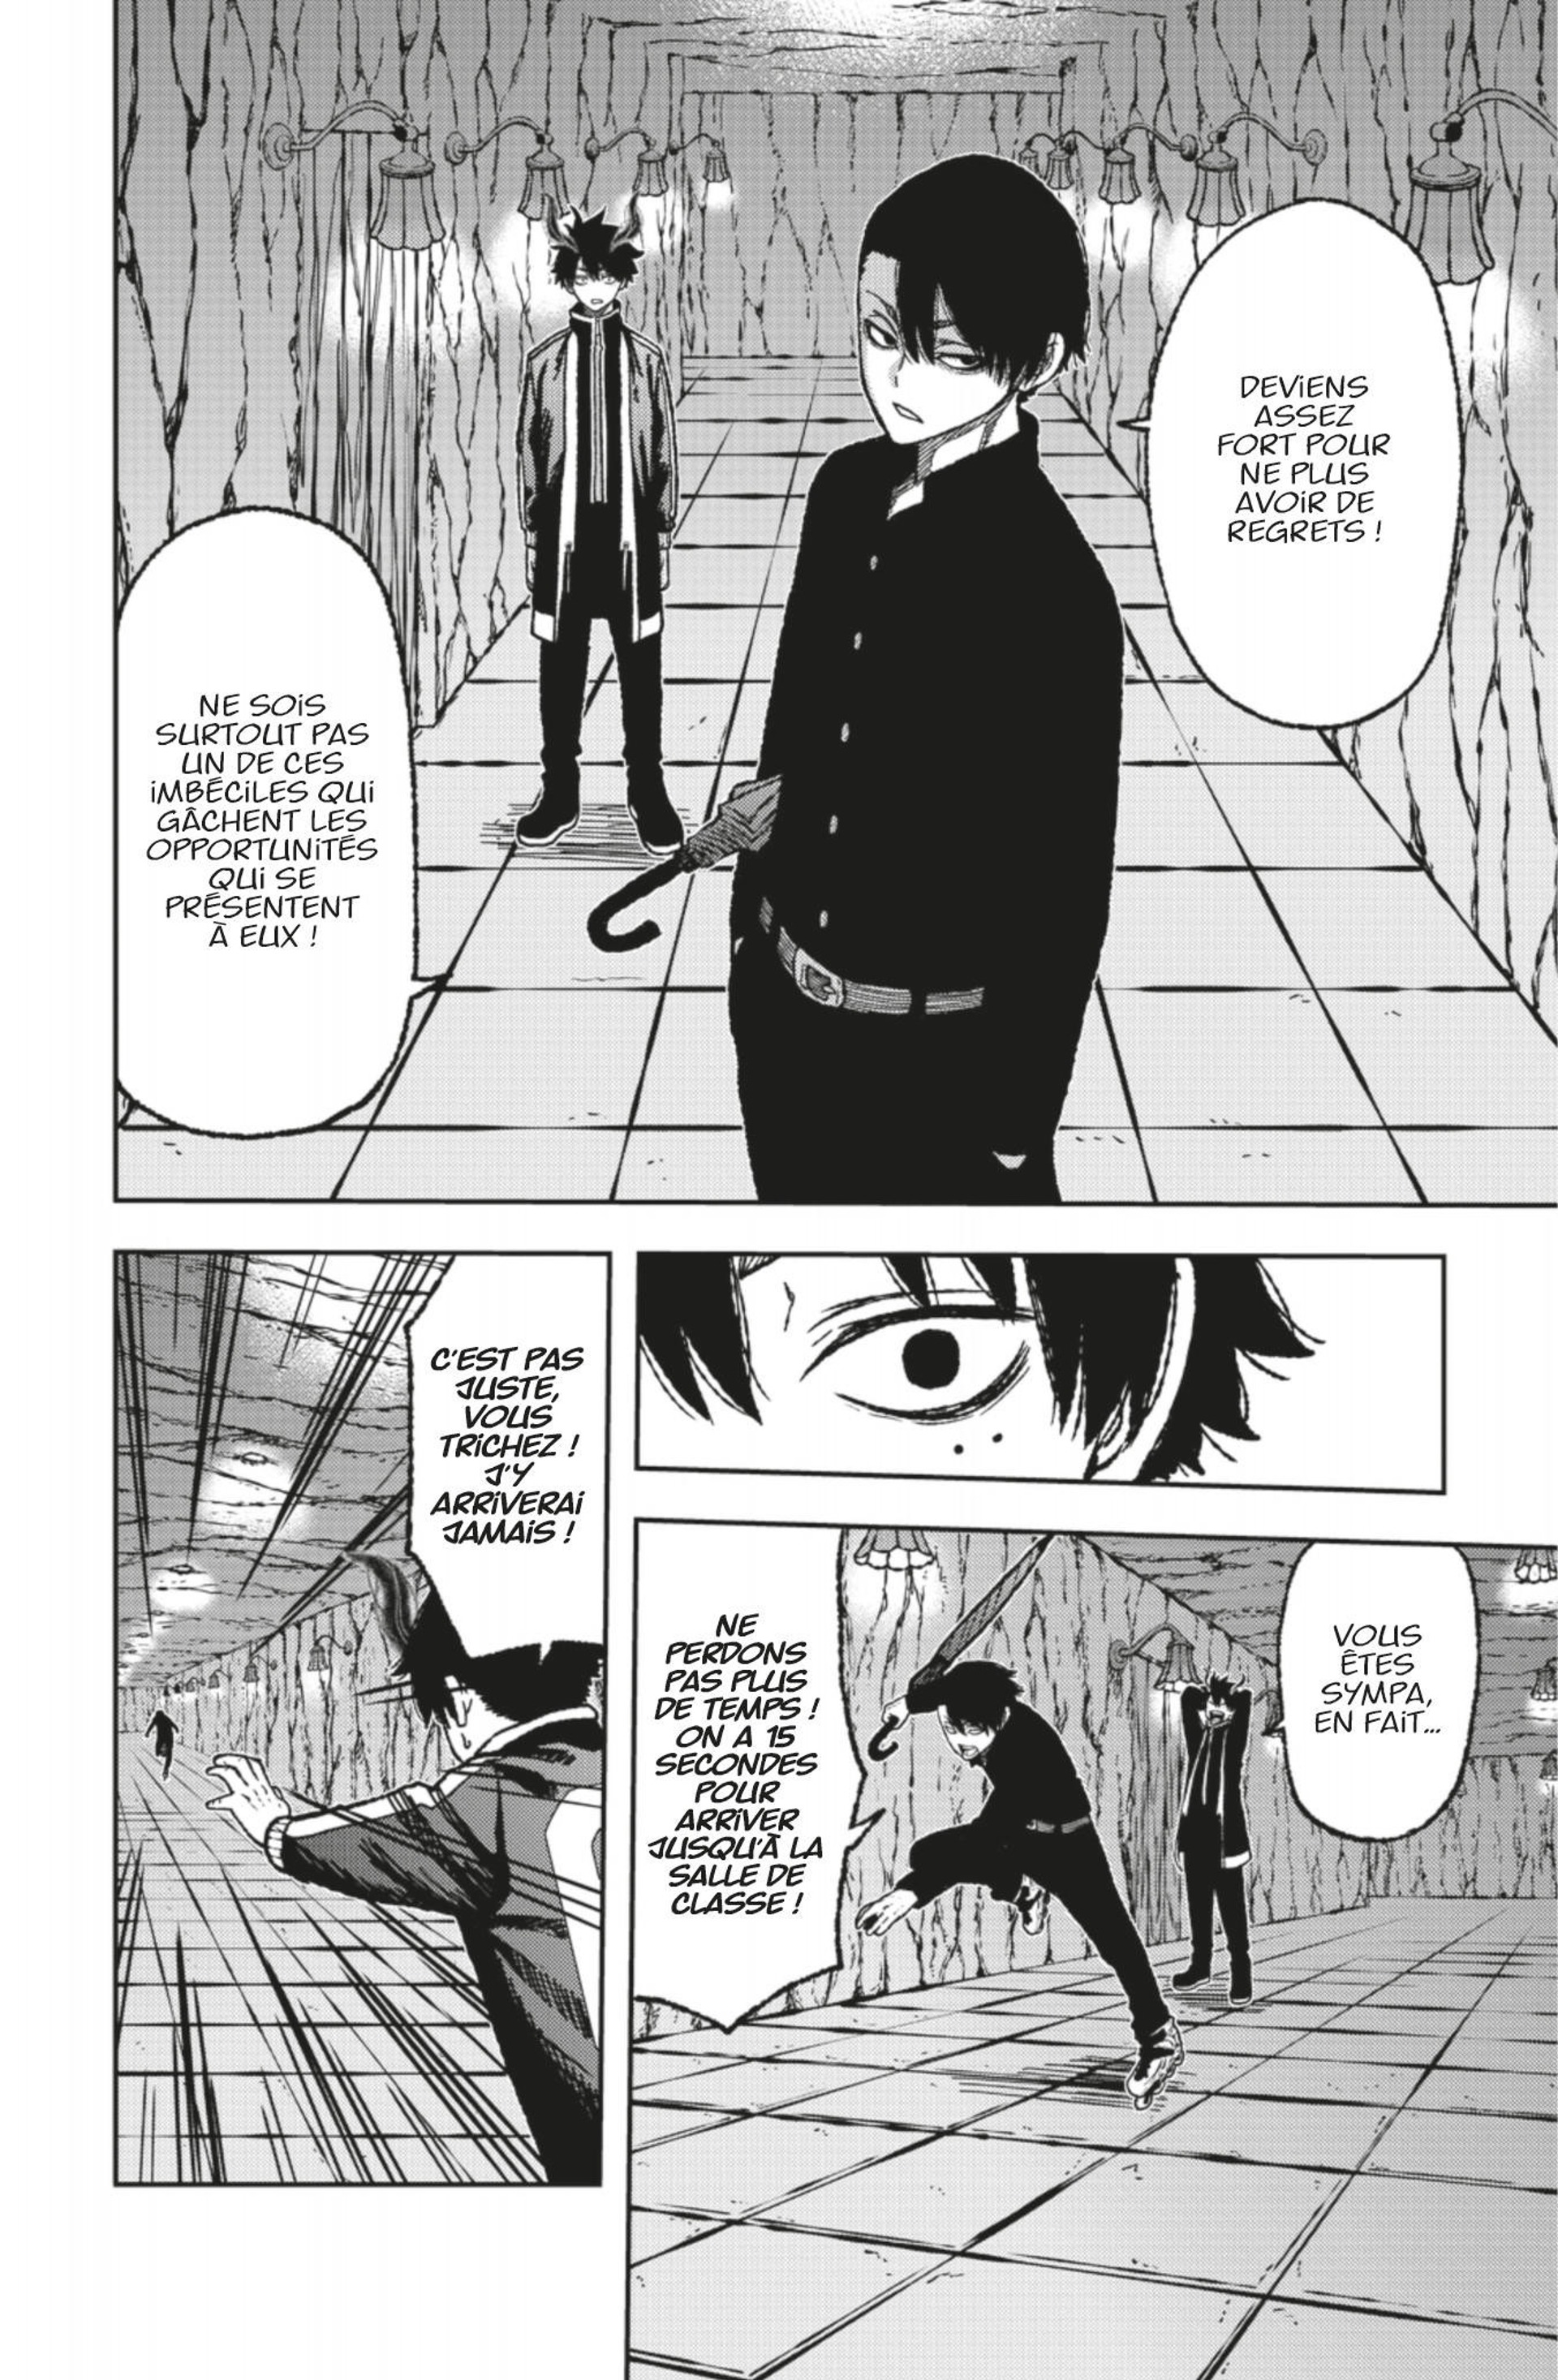 DEVIENS
ASSEZ
FORT POUR
NE PLUS
AVOIR DE
REGRETS !
NE SOIS
SURTOUT PAS
UN DE CES
IMBÉCILES QUI
GÂCHENT LES
OPPORTUNITÉS
QUI SE
PRÉSENTENT
À EUX !
VOUS
ÊTES
SYMPA,
EN FAIT...
NE
PERDONS
PAS PLUS
DE TEMPS !
ON A 15
SECONDES
POUR
ARRIVER
JUSQU'À LA
SALLE DE
CLASSE !
C'EST PAS
JUSTE,
VOUS
TRICHEZ !
J'Y
ARRIVERAI
JAMAIS !